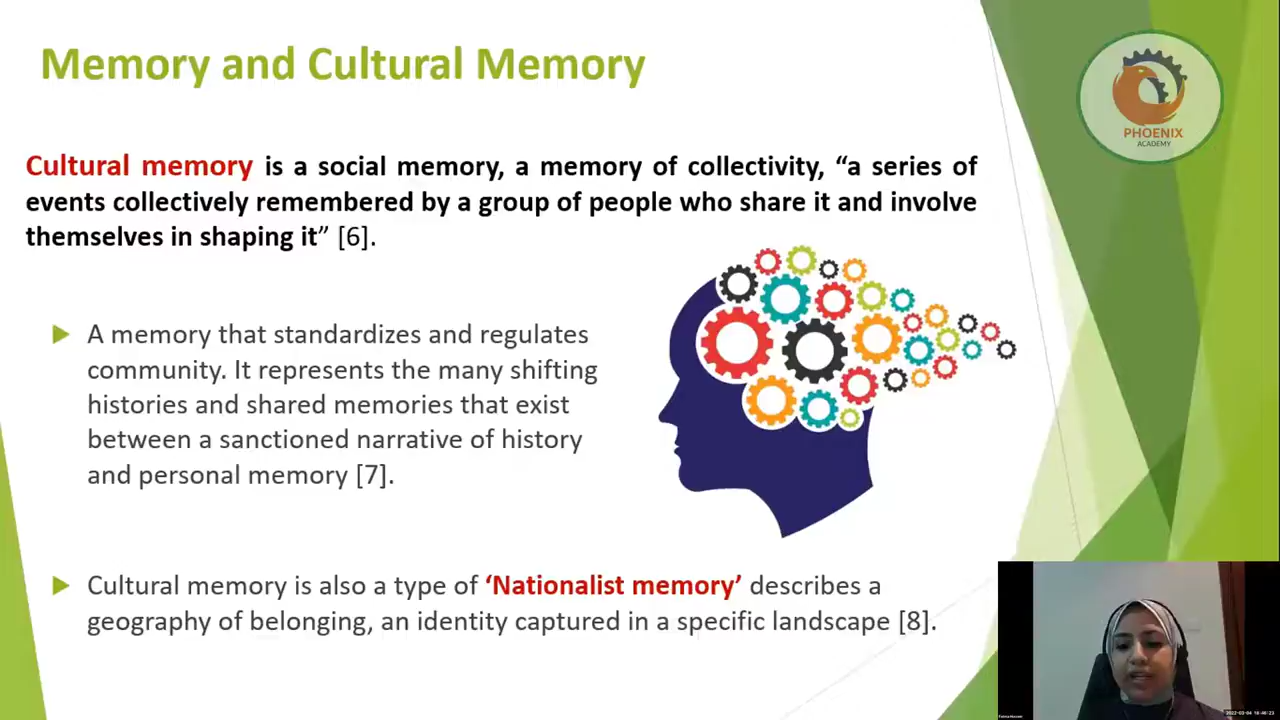 Memory and Cultural Memory
PHOENIX
ACADEMY
Cultural memory is a social memory, a memory of collectivity, “a series of
events collectively remembered by a group of people who share it and involve
themselves in shaping it” [6].
A memory that standardizes and regulates
community. It represents the many shifting
histories and shared memories that exist
between a sanctioned narrative of history
and personal memory [7].
Cultural memory is also a type of ‘Nationalist memory’ describes a
geography of belonging, an identity captured in a specific landscape [8].